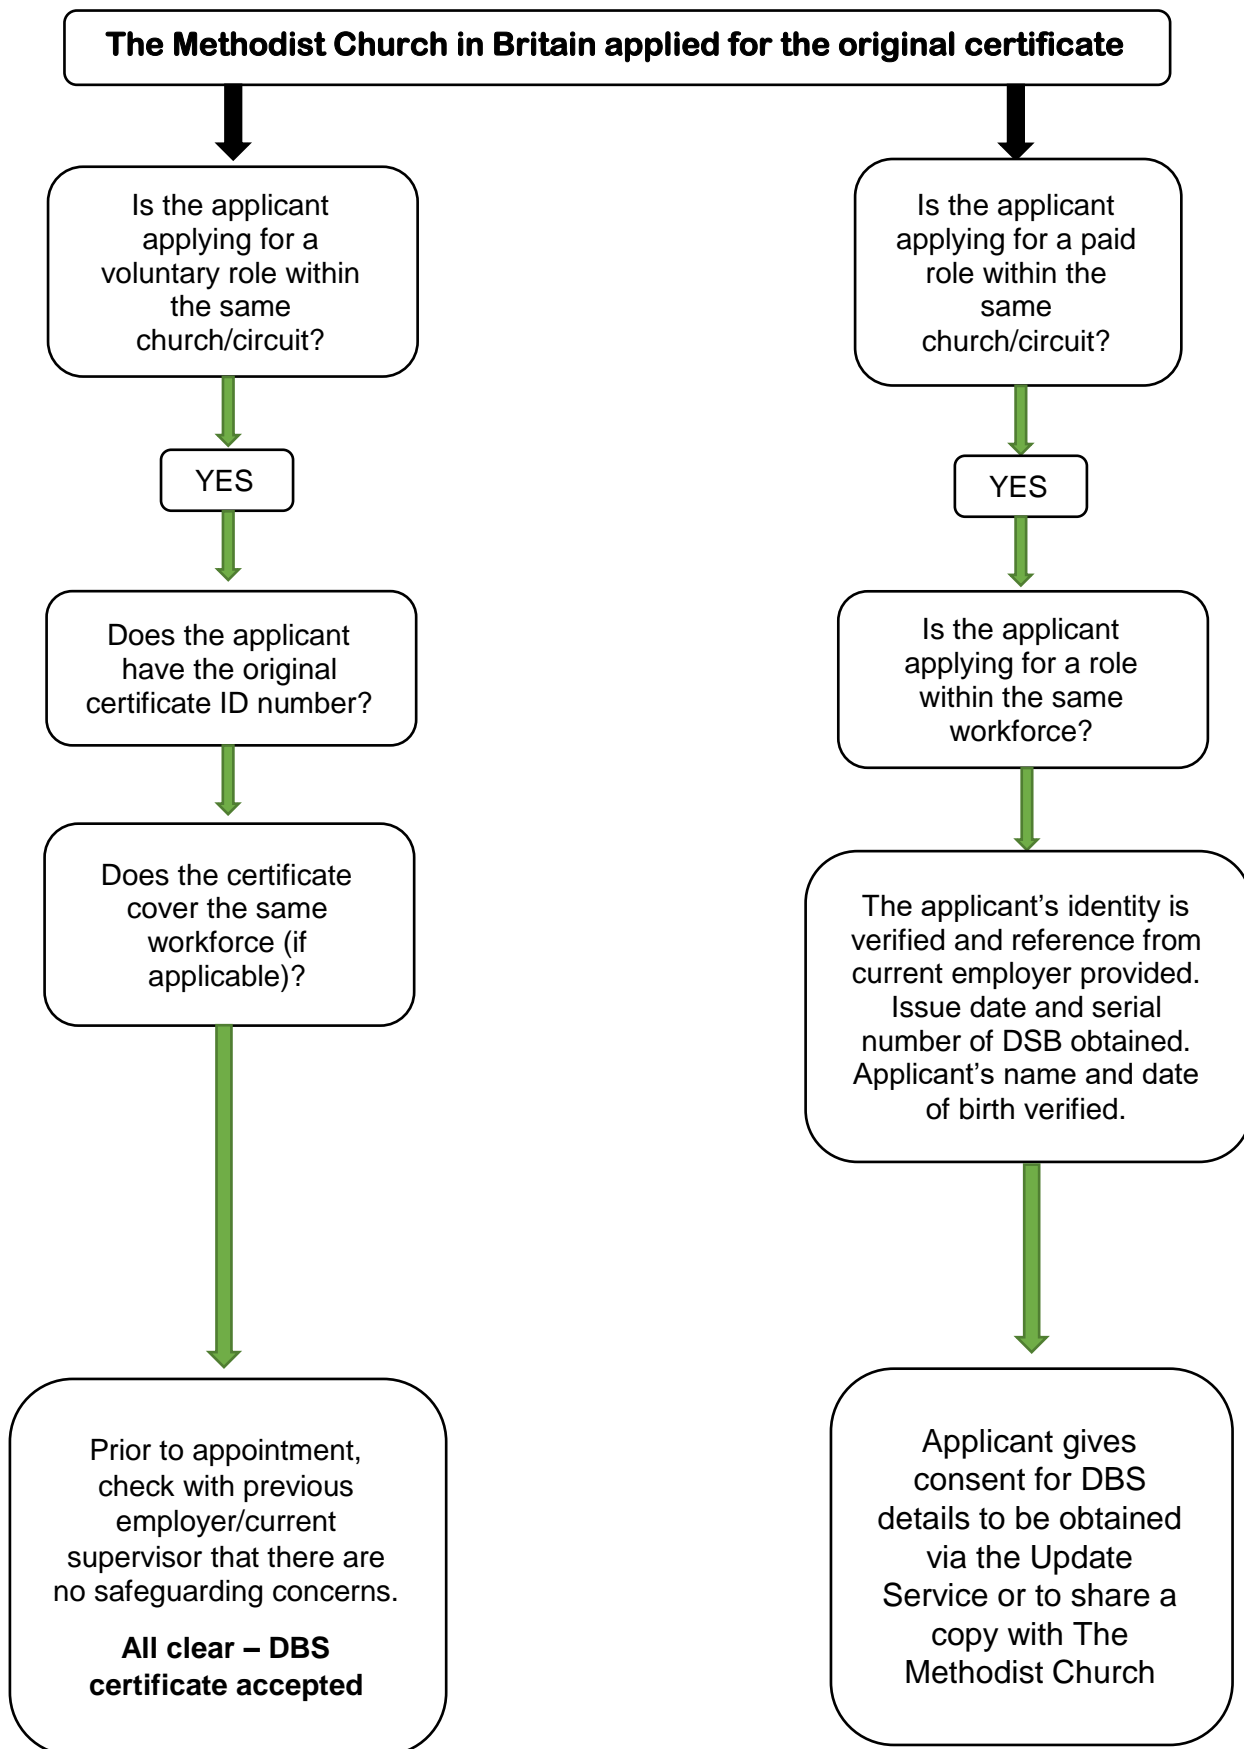 The Methodist Church in Britain applied for the original certificate
Is the applicant
applying for a
voluntary role within
the same
church/circuit?
YES
Does the applicant
have the original
certificate ID number?
Does the certificate
cover the same
workforce (if
applicable)?
Prior to appointment,
check with previous
employer/current
supervisor that there are
no safeguarding concerns.
All clear – DBS
certificate accepted
Is the applicant
applying for a paid
role within the
same
church/circuit?
YES
Is the applicant
applying for a role
within the same
workforce?
The applicant’s identity is
verified and reference from
current employer provided.
Issue date and serial
number of DSB obtained.
Applicant’s name and date
of birth verified.
Applicant gives
consent for DBS
details to be obtained
via the Update
Service or to share a
copy with The
Methodist Church